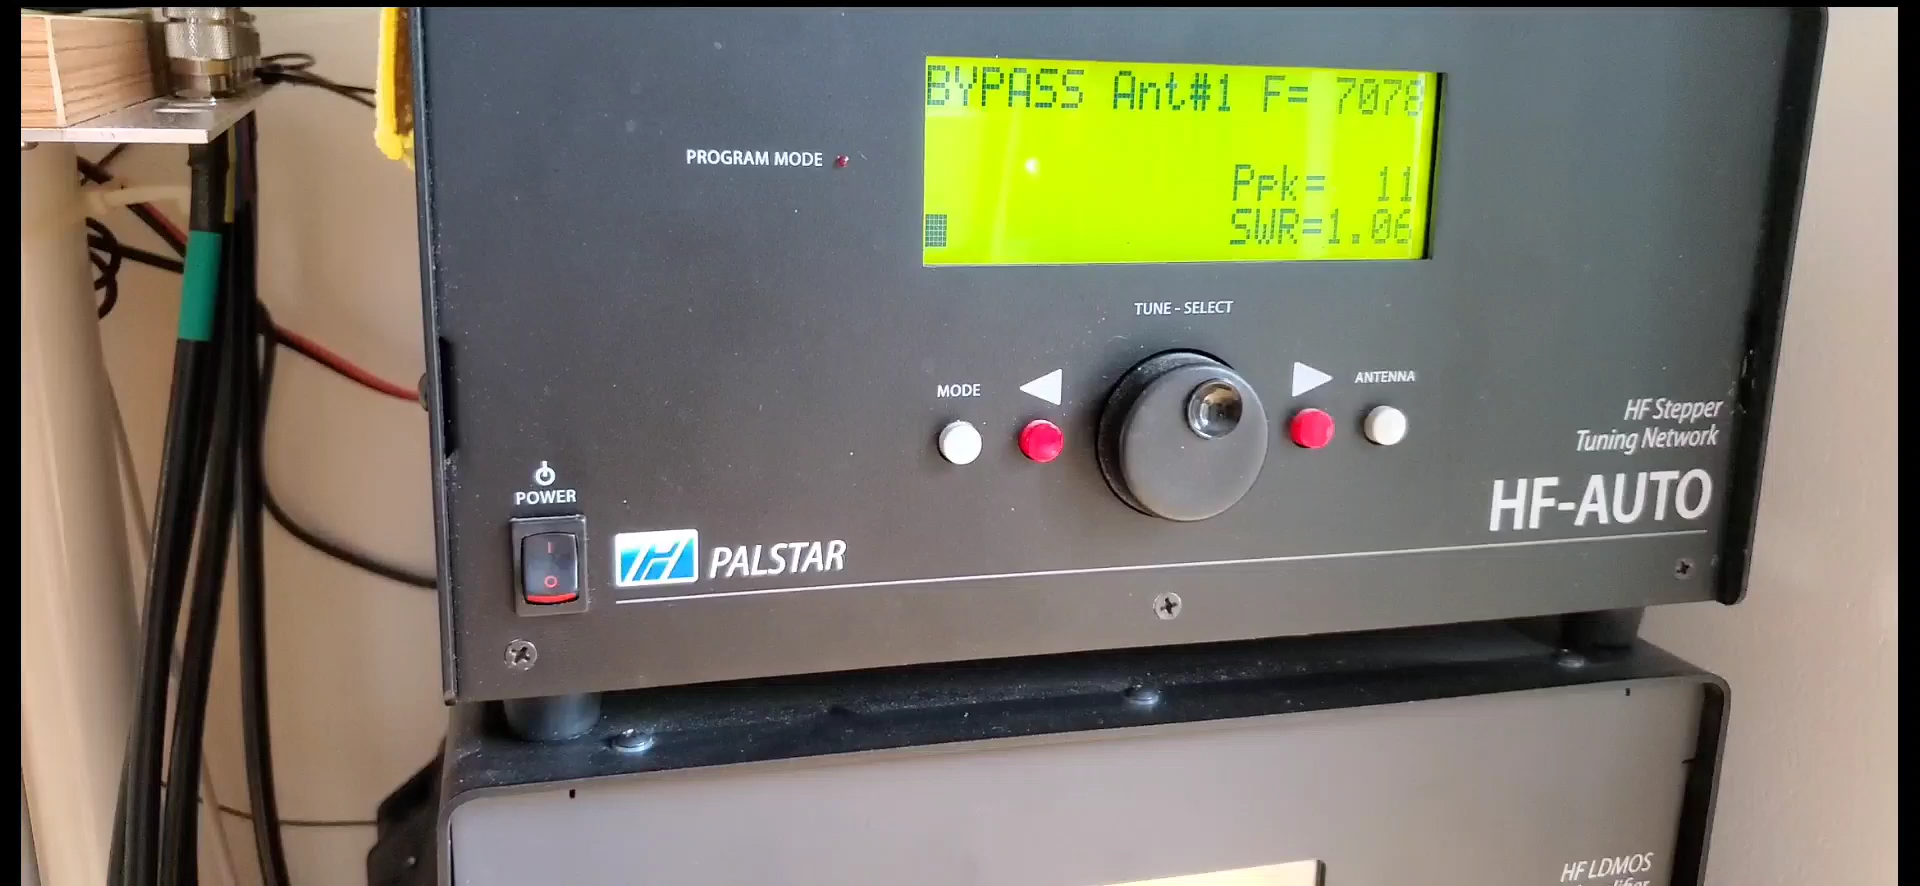 BYPASS Ant#1 F= 7078
Ppk= 11
SWR=1.06
PROGRAM MODE
TUNE - SELECT
MODE
ANTENNA
POWER
PALSTAR
HF Stepper
Tuning Network
HF-AUTO
HF LDMOS